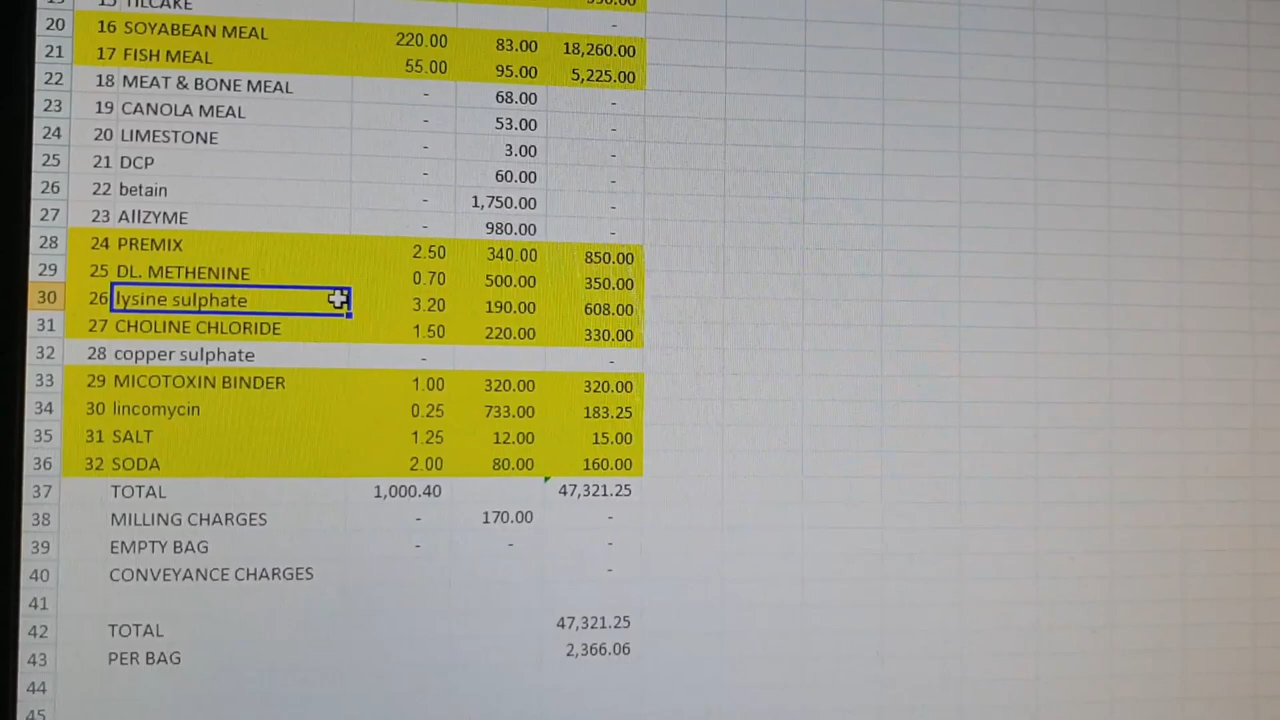 15 TILCAKE -
20 16 SOYABEAN MEAL 220.00 83.00 18,260.00
21 17 FISH MEAL 55.00 95.00 5,225.00
22 18 MEAT & BONE MEAL - 68.00 -
23 19 CANOLA MEAL - 53.00 -
24 20 LIMESTONE - 3.00 -
25 21 DCP - 60.00 -
26 22 betain - 1,750.00 -
27 23 AllZYME - 980.00 -
28 24 PREMIX 2.50 340.00 850.00
29 25 DL. METHENINE 0.70 500.00 350.00
30 26 lysine sulphate 3.20 190.00 608.00
31 27 CHOLINE CHLORIDE 1.50 220.00 330.00
32 28 copper sulphate - -
33 29 MICOTOXIN BINDER 1.00 320.00 320.00
34 30 lincomycin 0.25 733.00 183.25
35 31 SALT 1.25 12.00 15.00
36 32 SODA 2.00 80.00 160.00
37 TOTAL 1,000.40 47,321.25
38 MILLING CHARGES - 170.00 -
39 EMPTY BAG - - -
40 CONVEYANCE CHARGES -
41
42 TOTAL 47,321.25
43 PER BAG 2,366.06
44
45